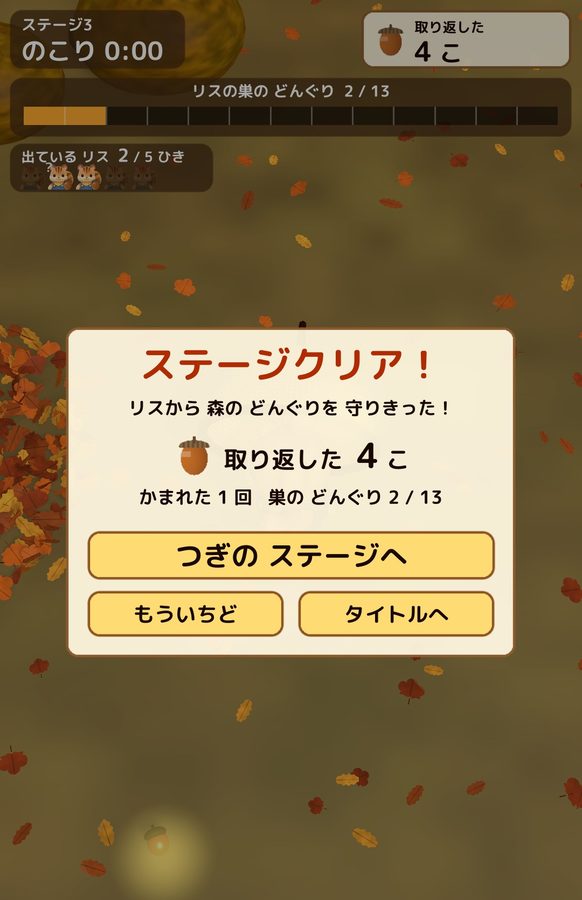 ステージ3
のこり 0:00
取り返した
4 こ
リスの巣の どんぐり 2 / 13
出ている リス 2 / 5 ひき
?
ステージクリア！
リスから 森の どんぐりを 守りきった！
取り返した 4 こ
かまれた 1 回 巣の どんぐり 2 / 13
つぎの ステージへ
もういちど
タイトルへ